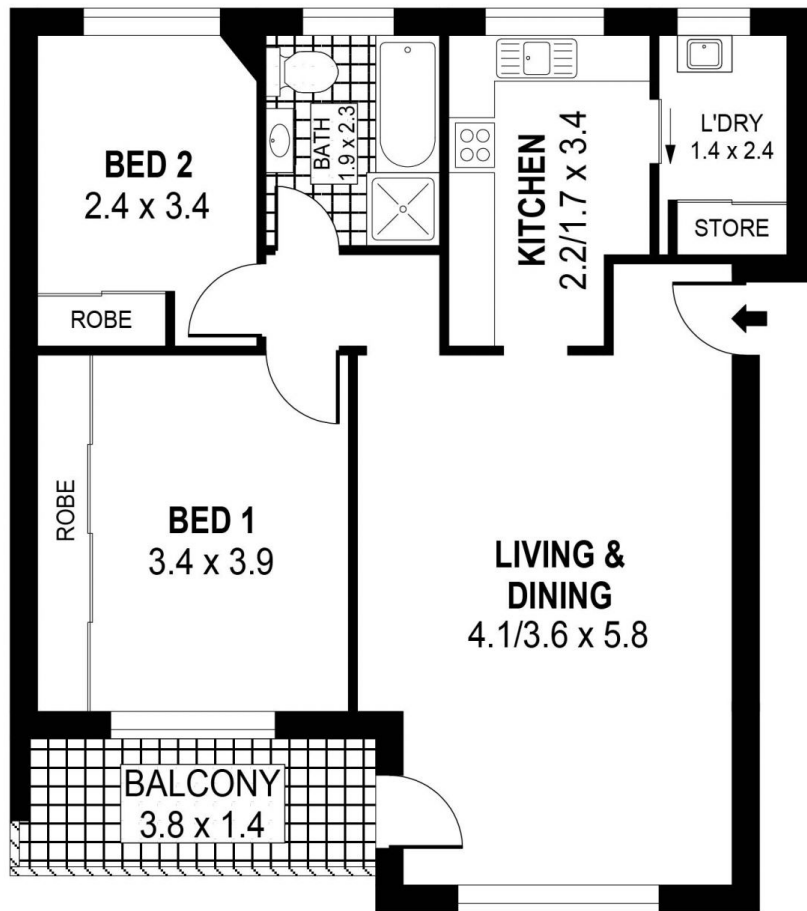 BED 2
2.4 x 3.4
ROBE
BATH
1.9 x 2.3
KITCHEN
2.2/1.7 x 3.4
L'DRY
1.4 x 2.4
STORE
ROBE
BED 1
3.4 x 3.9
LIVING &
DINING
4.1/3.6 x 5.8
BALCONY
3.8 x 1.4